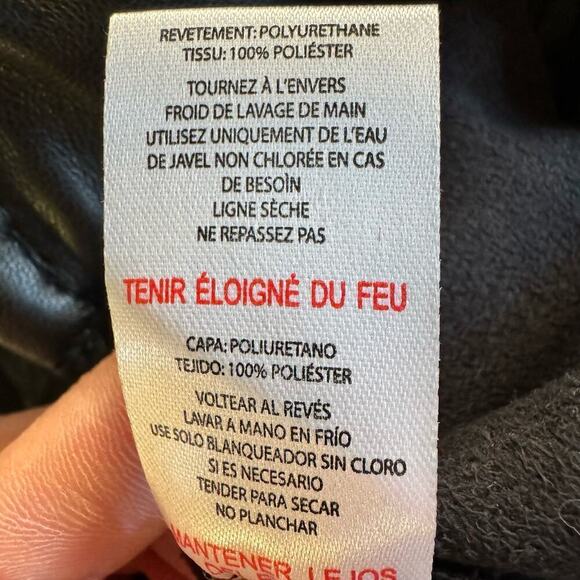 REVETEMENT: POLYURETHANE
TISSU: 100% POLIÉSTER
TOURNEZ À L'ENVERS
FROID DE LAVAGE DE MAIN
UTILISEZ UNIQUEMENT DE L'EAU
DE JAVEL NON CHLORÉE EN CAS
DE BESOÌN
LIGNE SÈCHE
NE REPASSEZ PAS
TENIR ÉLOIGNÉ DU FEU
CAPA: POLIURETANO
TEJIDO: 100% POLIÉSTER
VOLTEAR AL REVÉS
LAVAR A MANO EN FRÍO
USE SOLO BLANQUEADOR SIN CLORO
SI ES NECESARIO
TENDER PARA SECAR
NO PLANCHAR
MANTENER LEJOS